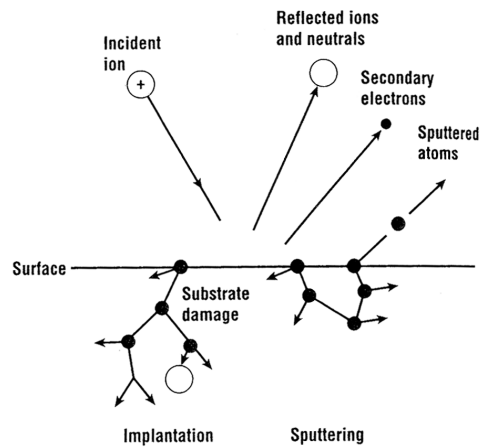 Incident
ion
+
Reflected ions
and neutrals
Secondary
electrons
Sputtered
atoms
Surface
Substrate
damage
Implantation
Sputtering